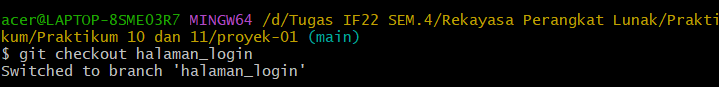 acer@LAPTOP-8SME03R7 MINGW64 /d/Tugas IF22 SEM.4/Rekayasa Perangkat Lunak/Prakti
kum/Praktikum 10 dan 11/proyek-01 (main)
$ git checkout halaman_login
Switched to branch 'halaman_login'